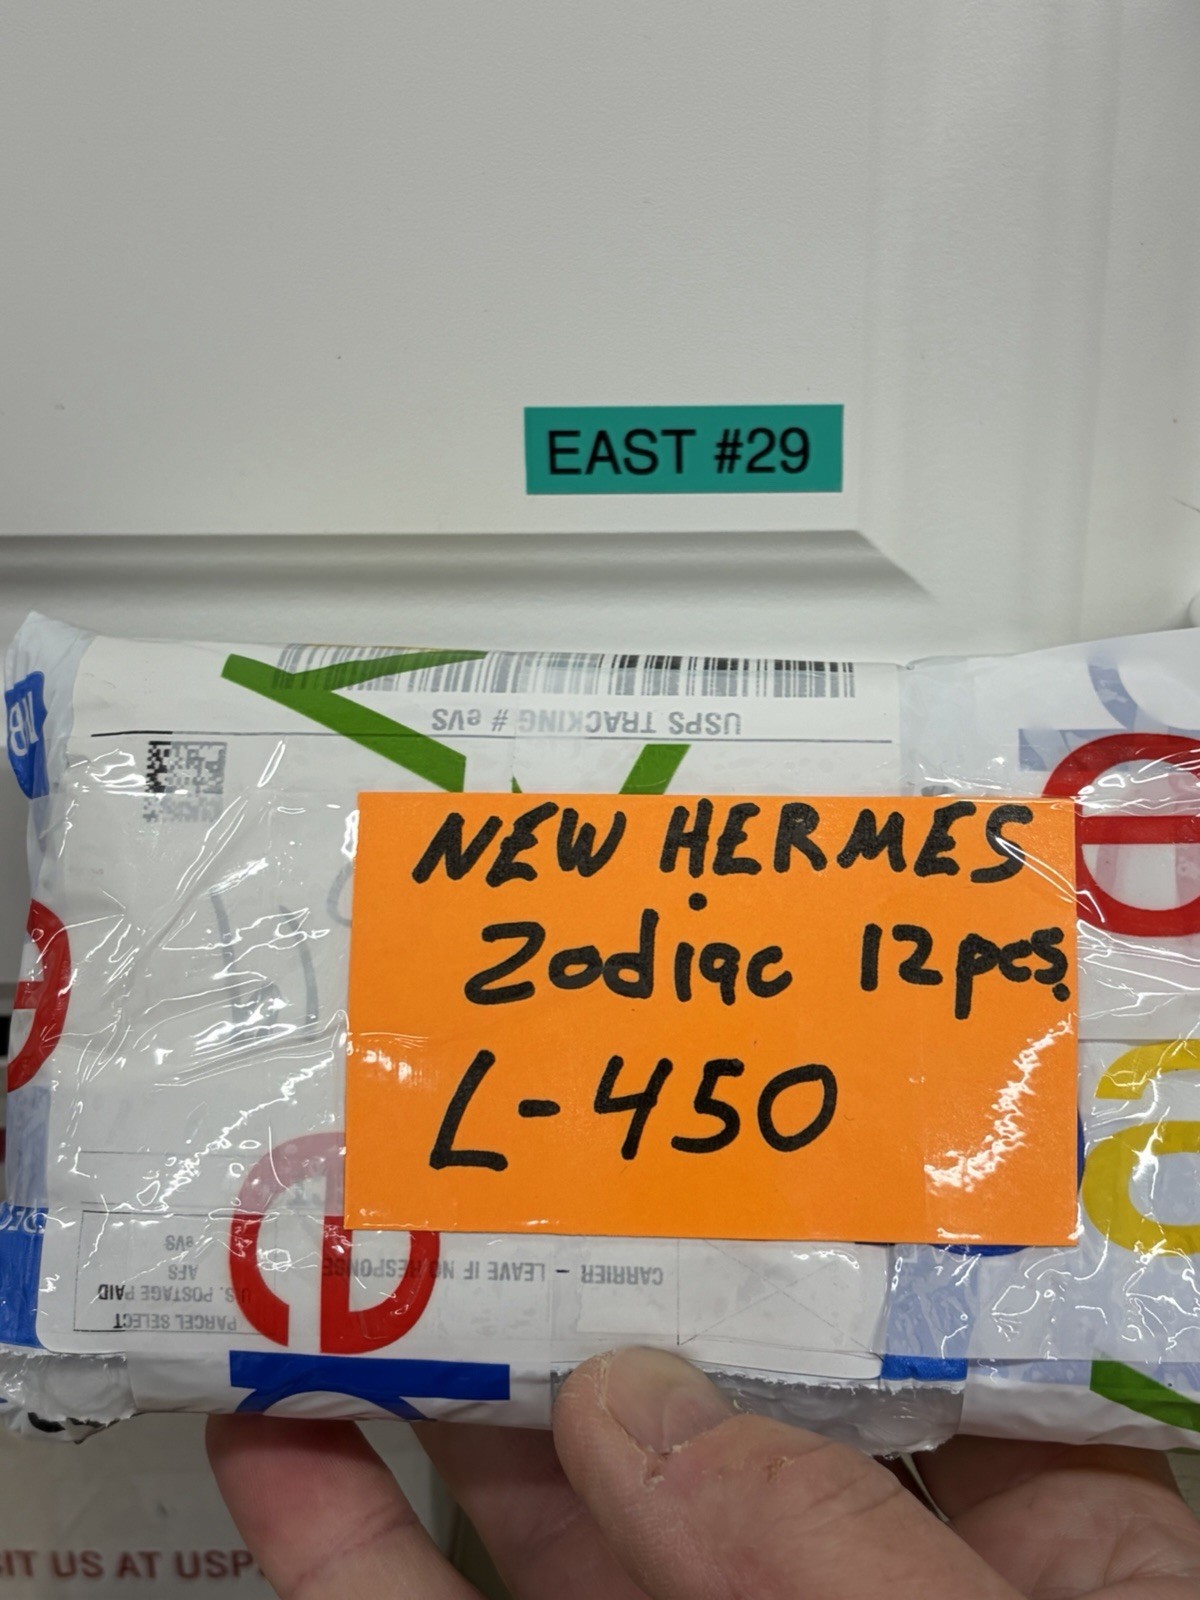 EAST #29
USPS TRACKING # eVS
NEW HERMES
Zodiac 12pcs.
L-450
CARRIER - LEAVE IF NO RESPONSE
PARCEL SELECT
U.S. POSTAGE PAID
AFS
eVS
e
e
a
IT US AT USP